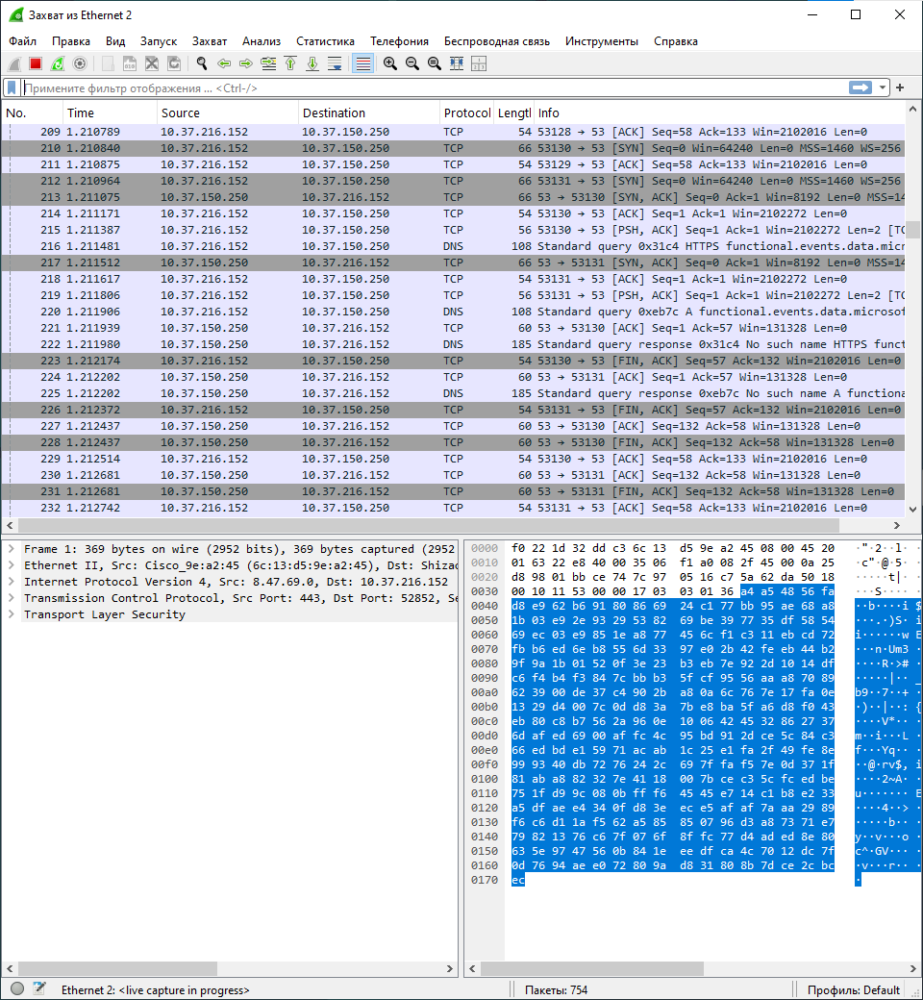 Захват из Ethernet 2
Файл Правка Вид Запуск Захват Анализ Статистика Телефония Беспроводная связь Инструменты Справка
Примените фильтр отображения ... <Ctrl-/>
No. Time Source Destination Protocol Lengtl Info
209 1.210789 10.37.216.152 10.37.150.250 TCP 54 53128 → 53 [ACK] Seq=58 Ack=133 Win=2102016 Len=0
210 1.210840 10.37.216.152 10.37.150.250 TCP 66 53130 → 53 [SYN] Seq=0 Win=64240 Len=0 MSS=1460 WS=256
211 1.210875 10.37.216.152 10.37.150.250 TCP 54 53129 → 53 [ACK] Seq=58 Ack=133 Win=2102016 Len=0
212 1.210964 10.37.216.152 10.37.150.250 TCP 66 53131 → 53 [SYN] Seq=0 Win=64240 Len=0 MSS=1460 WS=256
213 1.211075 10.37.150.250 10.37.216.152 TCP 66 53 → 53130 [SYN, ACK] Seq=0 Ack=1 Win=8192 Len=0 MSS=14
214 1.211171 10.37.216.152 10.37.150.250 TCP 54 53130 → 53 [ACK] Seq=1 Ack=1 Win=2102272 Len=0
215 1.211387 10.37.216.152 10.37.150.250 TCP 56 53130 → 53 [PSH, ACK] Seq=1 Ack=1 Win=2102272 Len=2 [TC
216 1.211481 10.37.216.152 10.37.150.250 DNS 108 Standard query 0x31c4 HTTPS functional.events.data.micr
217 1.211512 10.37.150.250 10.37.216.152 TCP 66 53 → 53131 [SYN, ACK] Seq=0 Ack=1 Win=8192 Len=0 MSS=14
218 1.211617 10.37.216.152 10.37.150.250 TCP 54 53131 → 53 [ACK] Seq=1 Ack=1 Win=2102272 Len=0
219 1.211806 10.37.216.152 10.37.150.250 TCP 56 53131 → 53 [PSH, ACK] Seq=1 Ack=1 Win=2102272 Len=2 [TC
220 1.211906 10.37.216.152 10.37.150.250 DNS 108 Standard query 0xeb7c A functional.events.data.microsof
221 1.211939 10.37.150.250 10.37.216.152 TCP 60 53 → 53130 [ACK] Seq=1 Ack=57 Win=131328 Len=0
222 1.211980 10.37.150.250 10.37.216.152 DNS 185 Standard query response 0x31c4 No such name HTTPS funct
223 1.212174 10.37.216.152 10.37.150.250 TCP 54 53130 → 53 [FIN, ACK] Seq=57 Ack=132 Win=2102016 Len=0
224 1.212202 10.37.150.250 10.37.216.152 TCP 60 53 → 53131 [ACK] Seq=1 Ack=57 Win=131328 Len=0
225 1.212202 10.37.150.250 10.37.216.152 DNS 185 Standard query response 0xeb7c No such name A functiona
226 1.212372 10.37.216.152 10.37.150.250 TCP 54 53131 → 53 [FIN, ACK] Seq=57 Ack=132 Win=2102016 Len=0
227 1.212437 10.37.150.250 10.37.216.152 TCP 60 53 → 53130 [ACK] Seq=132 Ack=58 Win=131328 Len=0
228 1.212437 10.37.150.250 10.37.216.152 TCP 60 53 → 53130 [FIN, ACK] Seq=132 Ack=58 Win=131328 Len=0
229 1.212514 10.37.216.152 10.37.150.250 TCP 54 53130 → 53 [ACK] Seq=58 Ack=133 Win=2102016 Len=0
230 1.212681 10.37.150.250 10.37.216.152 TCP 60 53 → 53131 [ACK] Seq=132 Ack=58 Win=131328 Len=0
231 1.212681 10.37.150.250 10.37.216.152 TCP 60 53 → 53131 [FIN, ACK] Seq=132 Ack=58 Win=131328 Len=0
232 1.212742 10.37.216.152 10.37.150.250 TCP 54 53131 → 53 [ACK] Seq=58 Ack=133 Win=2102016 Len=0
Frame 1: 369 bytes on wire (2952 bits), 369 bytes captured (2952
Ethernet II, Src: Cisco_9e:a2:45 (6c:13:d5:9e:a2:45), Dst: Shizac
Internet Protocol Version 4, Src: 8.47.69.0, Dst: 10.37.216.152
Transmission Control Protocol, Src Port: 443, Dst Port: 52852, Se
Transport Layer Security
0000 f0 22 1d 32 dd c3 6c 13 d5 9e a2 45 08 00 45 20 ·"·2··l·
0010 01 63 22 e8 40 00 35 06 f1 a0 08 2f 45 00 0a 25 ·c"·@·5·
0020 d8 98 01 bb ce 74 7c 97 05 16 c7 5a 62 da 50 18 ·····t|·
0030 00 10 11 53 00 00 17 03 03 01 36 a4 a5 48 56 fa ···S····
0040 d8 e9 62 b6 91 80 86 69 24 c1 77 bb 95 ae 68 a8 ··b····i $
0050 1b 03 e9 2e 93 29 53 82 69 be 39 77 35 df 58 54 ···.·)S· i
0060 69 ec 03 e9 85 1e a8 77 45 6c f1 c3 11 eb cd 72 i······w E
0070 fb b6 ed 6e b8 55 6d 33 97 e0 2b 42 fe eb 44 b2 ···n·Um3
0080 9f 9a 1b 01 52 0f 3e 23 b3 eb 7e 92 2d 10 14 df ····R·>#
0090 c6 f4 b4 f3 84 7c bb b3 5f cf 95 56 aa a8 70 89 ·····|·· _
00a0 62 39 00 de 37 c4 90 2b a8 0a 6c 76 7e 17 fa 0e b9··7··+
00b0 13 29 d4 00 7c 0d d8 3a 7b e8 ba 5f a6 d8 f0 43 ·)··|··: {
00c0 eb 80 c8 b7 56 2a 96 0e 10 06 42 45 32 86 27 37 ····V*··
00d0 6d af ed 69 00 af fc 4c 95 bd 91 2d ce 5c 84 c3 m··i···L
00e0 66 ed bd e1 59 71 ac ab 1c 25 e1 fa 2f 49 fe 8e f···Yq··
00f0 99 93 40 db 72 76 24 2c 69 7f fa f5 7e 0d 37 1f ··@·rv$, i
0100 81 ab a8 82 32 7e 41 18 00 7b ce c3 5c fc ed be ····2~A·
0110 75 1f d9 9c 08 0b ff f6 45 45 e7 14 c1 b8 e2 33 u······· E
0120 a5 df ae e4 34 0f d8 3e ec e5 af af 7a aa 29 89 ····4··>
0130 f6 c6 d1 1a f5 62 a5 85 85 07 96 d3 a8 73 71 e7 ·····b··
0140 79 82 13 76 c6 7f 07 6f 8f fc 77 d4 ad ed 8e 80 y··v···o
0150 63 5e 97 47 56 0b 84 1e ee df ca 4c 70 12 dc 7f c^·GV···
0160 0d 76 94 ae e0 72 80 9a d8 31 80 8b 7d ce 2c bc ·v···r··
0170 ec ·
Ethernet 2: <live capture in progress> Пакеты: 754 Профиль: Default